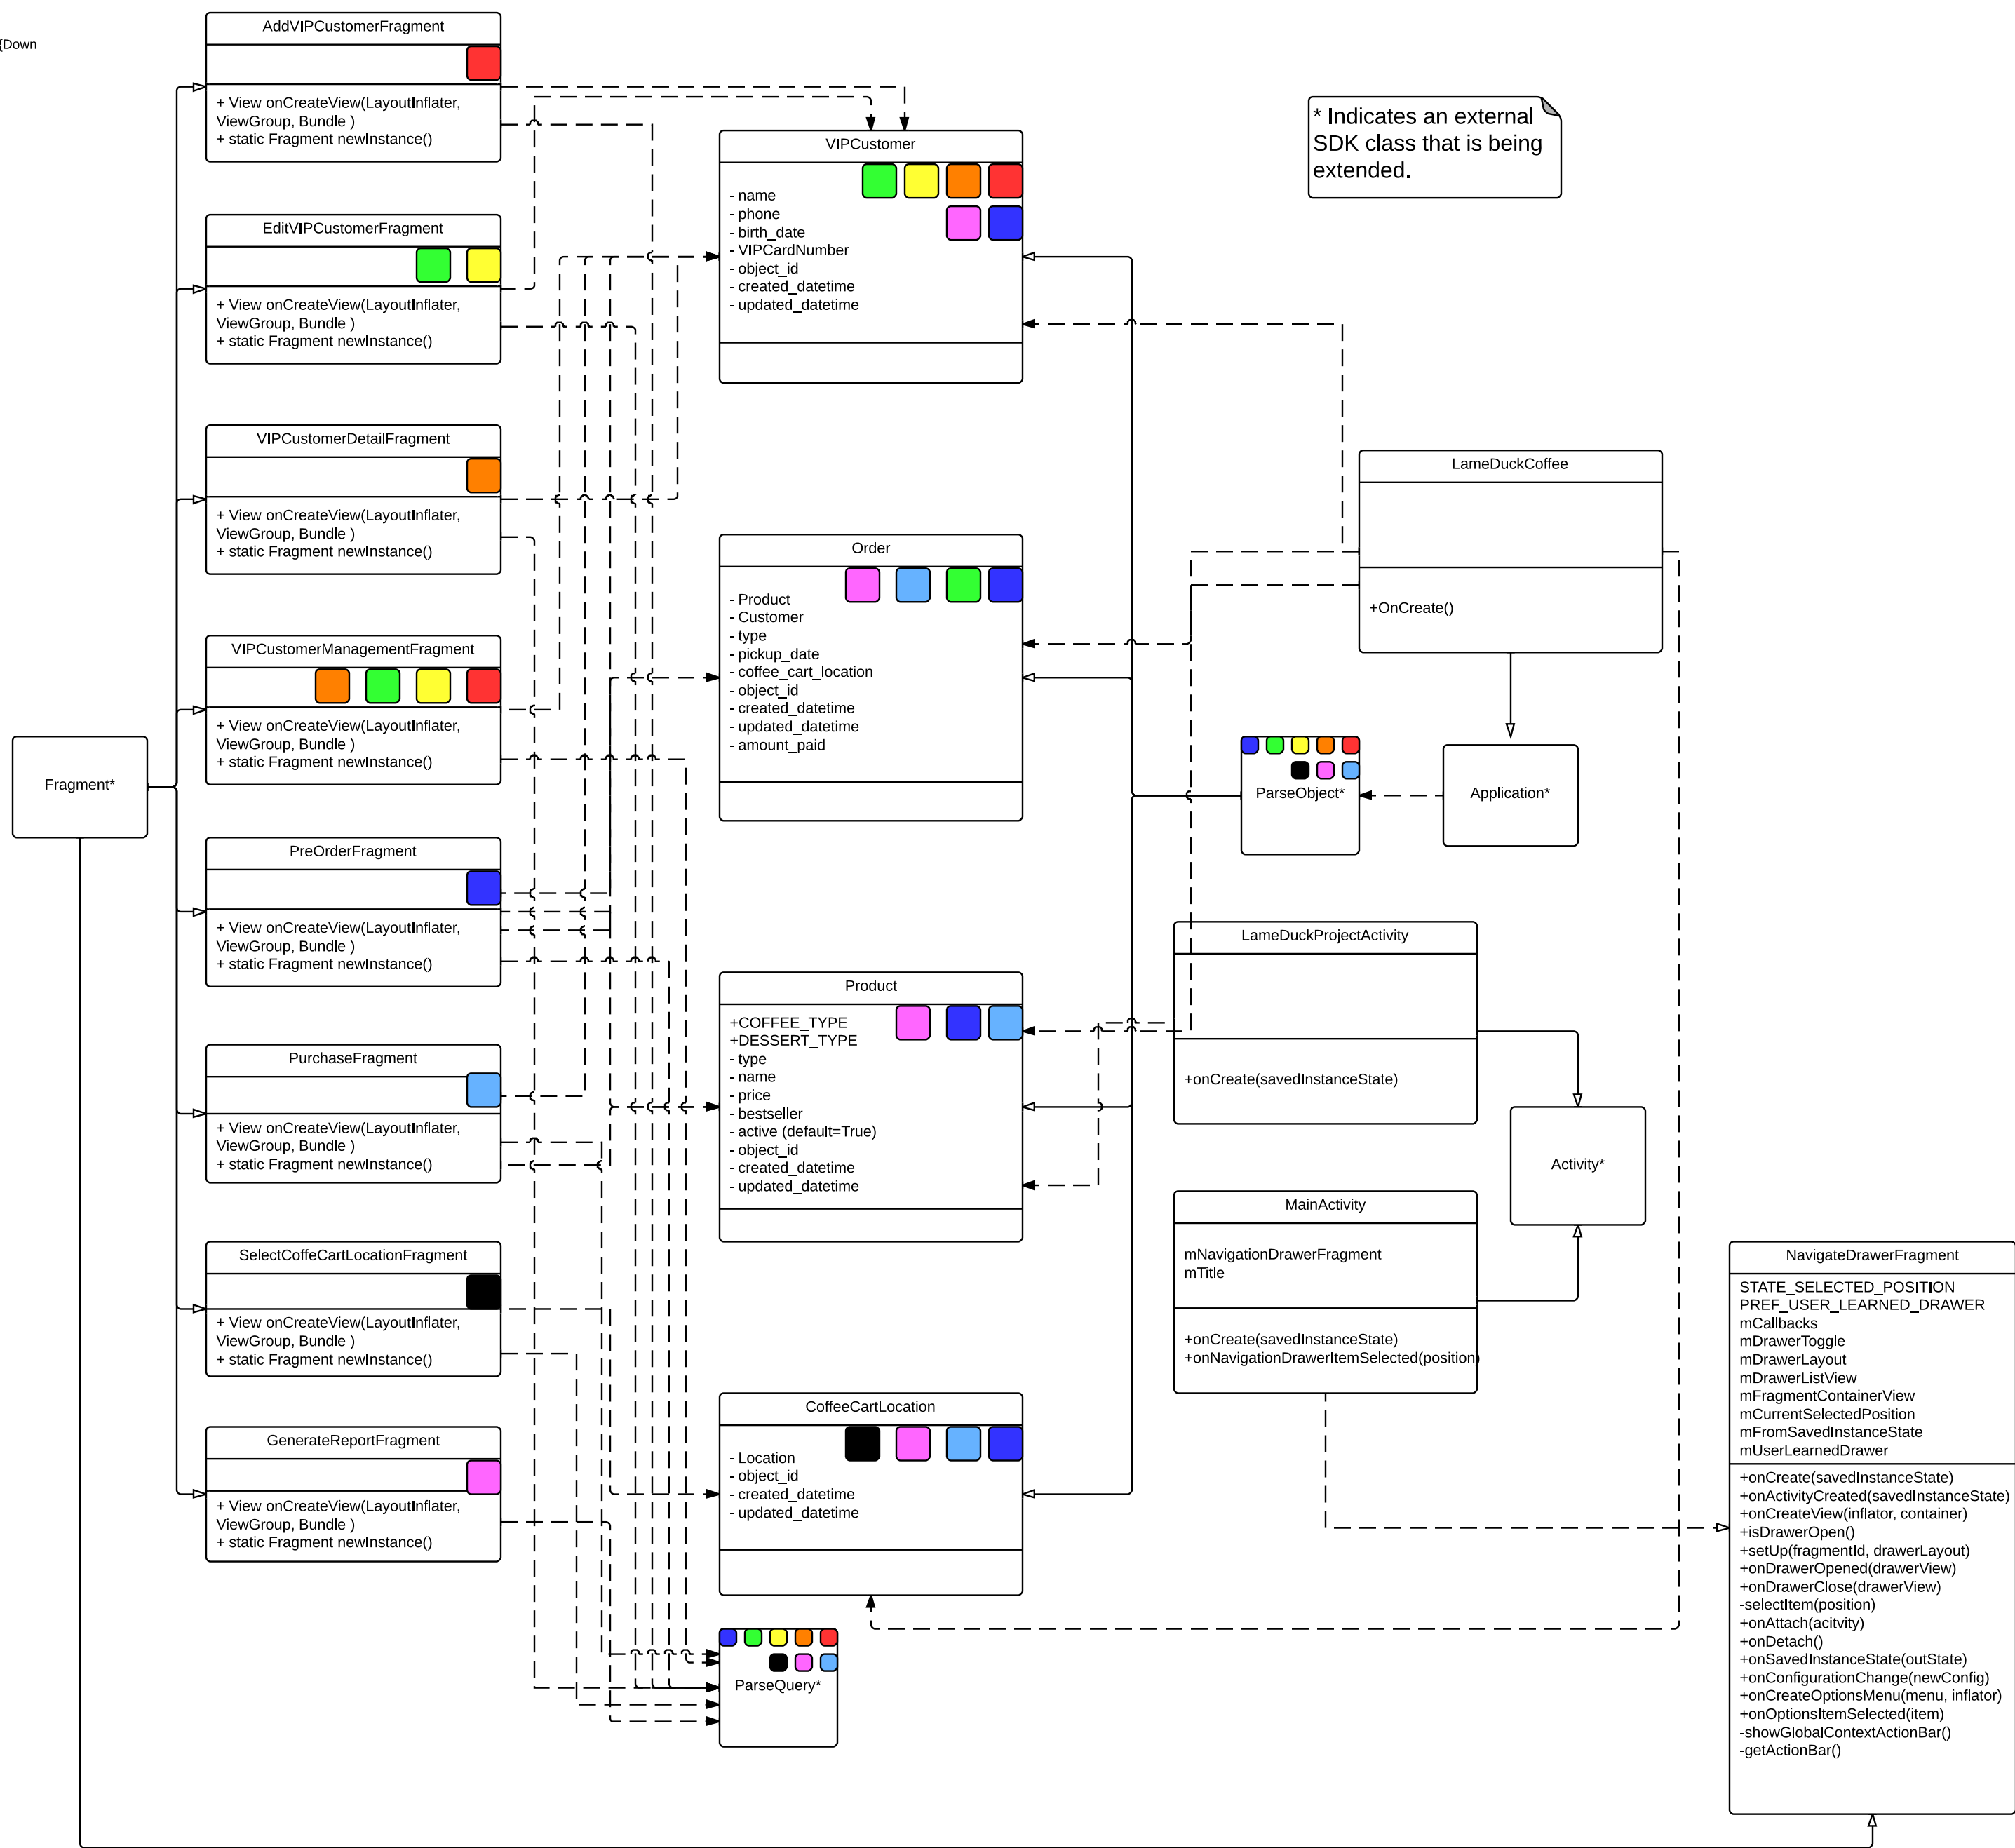 {Down
AddVIPCustomerFragment
+ View onCreateView(LayoutInflater,
ViewGroup, Bundle )
+ static Fragment newInstance()
EditVIPCustomerFragment
+ View onCreateView(LayoutInflater,
ViewGroup, Bundle )
+ static Fragment newInstance()
VIPCustomerDetailFragment
+ View onCreateView(LayoutInflater,
ViewGroup, Bundle )
+ static Fragment newInstance()
VIPCustomerManagementFragment
+ View onCreateView(LayoutInflater,
ViewGroup, Bundle )
+ static Fragment newInstance()
Fragment*
PreOrderFragment
+ View onCreateView(LayoutInflater,
ViewGroup, Bundle )
+ static Fragment newInstance()
PurchaseFragment
+ View onCreateView(LayoutInflater,
ViewGroup, Bundle )
+ static Fragment newInstance()
SelectCoffeCartLocationFragment
+ View onCreateView(LayoutInflater,
ViewGroup, Bundle )
+ static Fragment newInstance()
GenerateReportFragment
+ View onCreateView(LayoutInflater,
ViewGroup, Bundle )
+ static Fragment newInstance()
VIPCustomer
- name
- phone
- birth_date
- VIPCardNumber
- object_id
- created_datetime
- updated_datetime
Order
- Product
- Customer
- type
- pickup_date
- coffee_cart_location
- object_id
- created_datetime
- updated_datetime
- amount_paid
Product
+COFFEE_TYPE
+DESSERT_TYPE
- type
- name
- price
- bestseller
- active (default=True)
- object_id
- created_datetime
- updated_datetime
CoffeeCartLocation
- Location
- object_id
- created_datetime
- updated_datetime
ParseQuery*
* Indicates an external
SDK class that is being
extended.
LameDuckCoffee
+OnCreate()
ParseObject*
Application*
LameDuckProjectActivity
+onCreate(savedInstanceState)
Activity*
MainActivity
mNavigationDrawerFragment
mTitle
+onCreate(savedInstanceState)
+onNavigationDrawerItemSelected(position)
NavigateDrawerFragment
STATE_SELECTED_POSITION
PREF_USER_LEARNED_DRAWER
mCallbacks
mDrawerToggle
mDrawerLayout
mDrawerListView
mFragmentContainerView
mCurrentSelectedPosition
mFromSavedInstanceState
mUserLearnedDrawer
+onCreate(savedInstanceState)
+onActivityCreated(savedInstanceState)
+onCreateView(inflator, container)
+isDrawerOpen()
+setUp(fragmentId, drawerLayout)
+onDrawerOpened(drawerView)
+onDrawerClose(drawerView)
-selectItem(position)
+onAttach(acitvity)
+onDetach()
+onSavedInstanceState(outState)
+onConfigurationChange(newConfig)
+onCreateOptionsMenu(menu, inflator)
+onOptionsItemSelected(item)
-showGlobalContextActionBar()
-getActionBar()